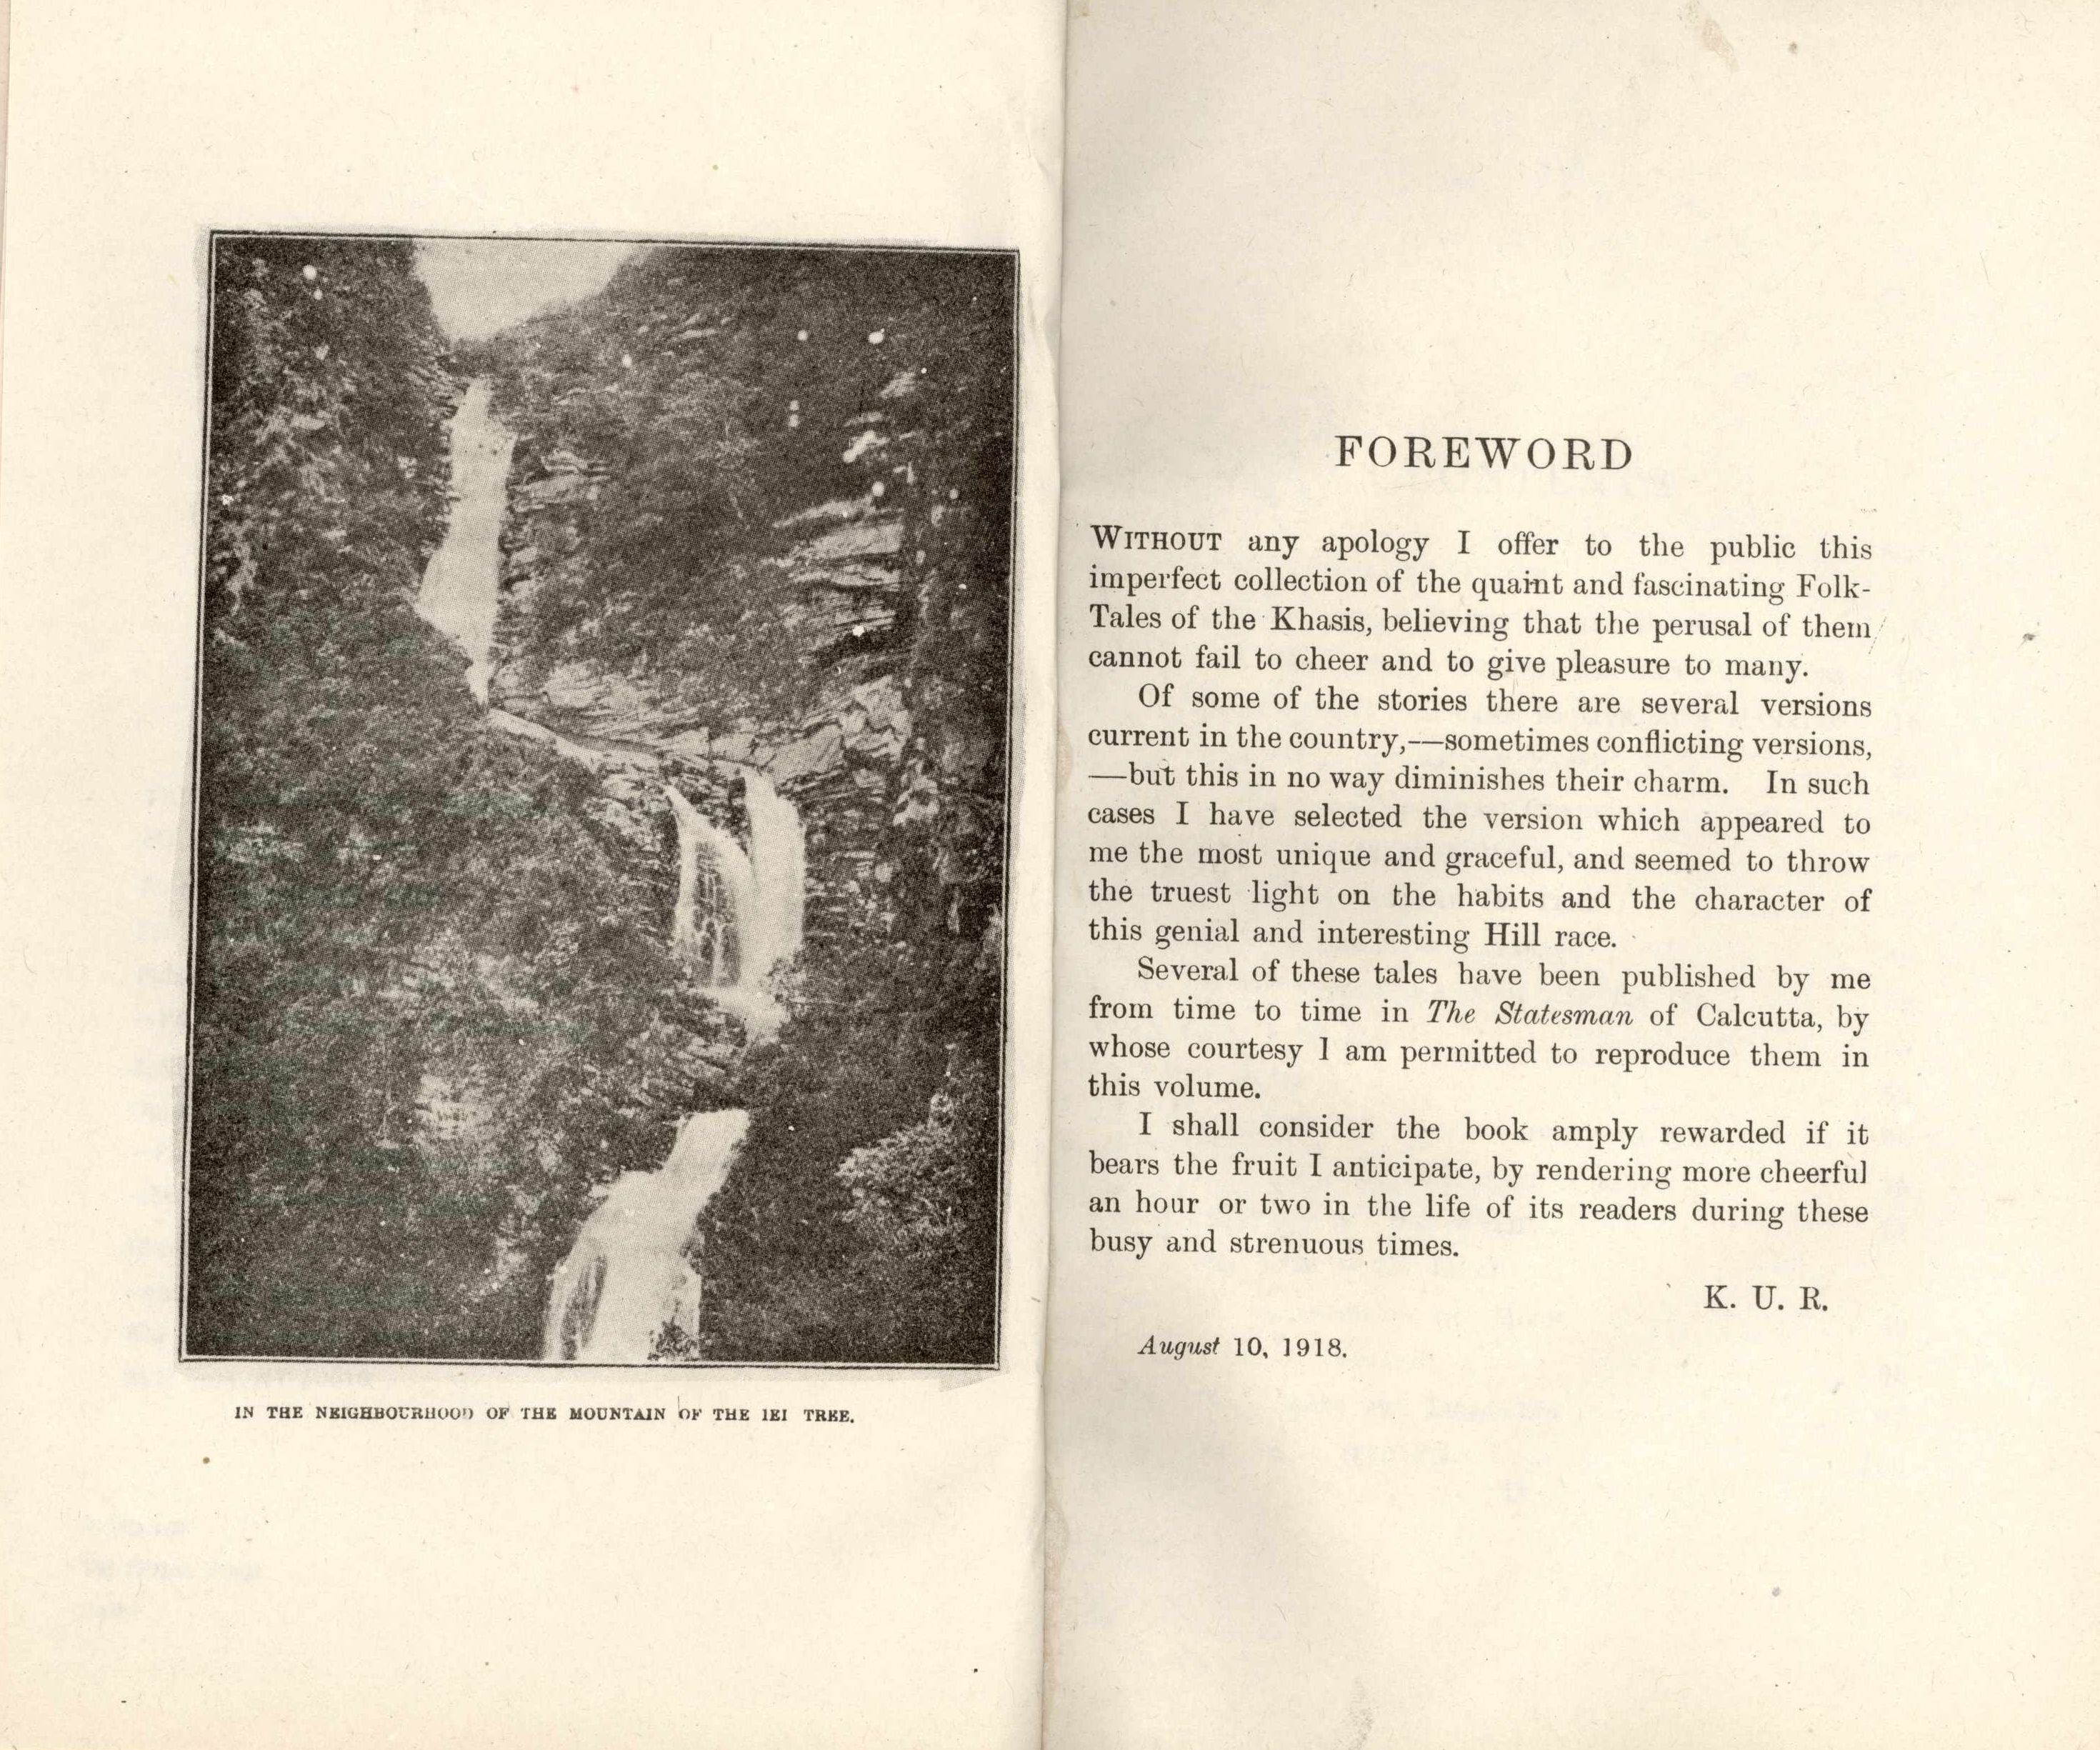 IN THE NEIGHBOURHOOD OF THE MOUNTAIN OF THE IEI TREE.
FOREWORD
WITHOUT any apology I offer to the public this
imperfect collection of the quaint and fascinating Folk-
Tales of the Khasis, believing that the perusal of them
cannot fail to cheer and to give pleasure to many.
Of some of the stories there are several versions
current in the country,—sometimes conflicting versions,
—but this in no way diminishes their charm. In such
cases I have selected the version which appeared to
me the most unique and graceful, and seemed to throw
the truest light on the habits and the character of
this genial and interesting Hill race.
Several of these tales have been published by me
from time to time in The Statesman of Calcutta, by
whose courtesy I am permitted to reproduce them in
this volume.
I shall consider the book amply rewarded if it
bears the fruit I anticipate, by rendering more cheerful
an hour or two in the life of its readers during these
busy and strenuous times.
K. U. R.
August 10, 1918.